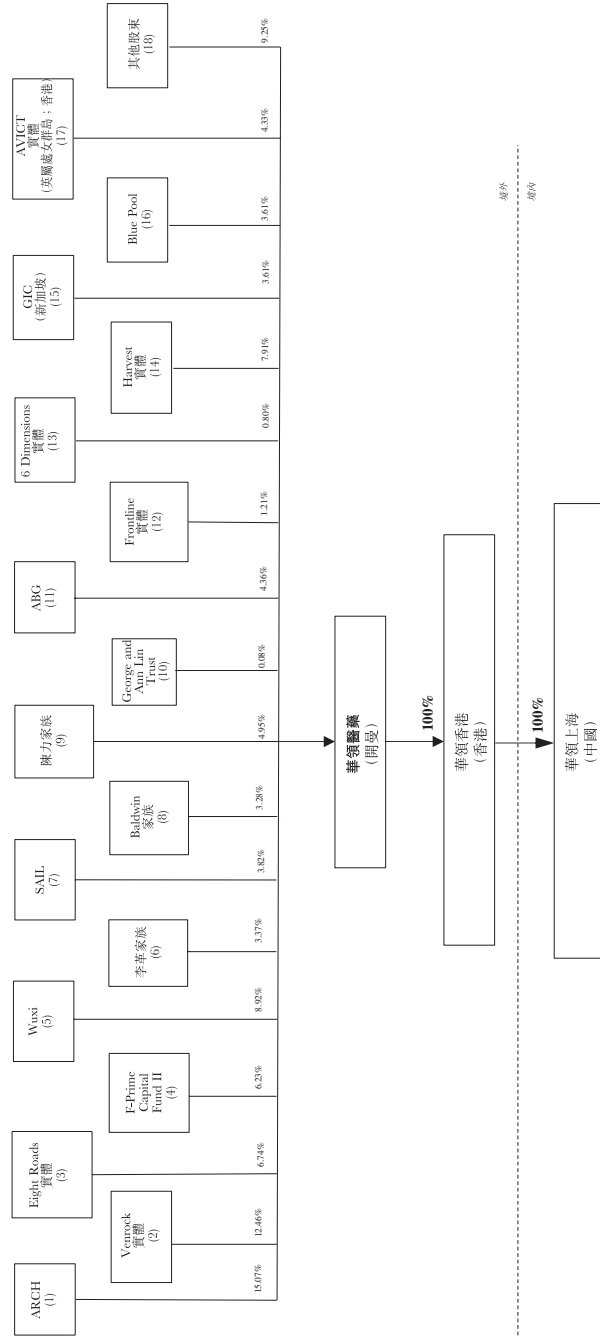 ARCH
(1)
Venrock
實體
(2)
Eight Roads
實體
(3)
F-Prime
Capital
Fund II
(4)
Wuxi
(5)
李革家族
(6)
SAIL
(7)
Baldwin
家族
(8)
陳力家族
(9)
George and
Ann Lin
Trust
(10)
ABG
(11)
Frontline
實體
(12)
6 Dimensions
實體
(13)
Harvest
實體
(14)
GIC
(新加坡)
(15)
Blue Pool
(16)
AVICT
實體
(英屬處女群島；香港)
(17)
其他股東
(18)
15.07%
12.46%
6.74%
6.23%
8.92%
3.37%
3.82%
3.28%
4.95%
0.08%
4.36%
1.21%
0.80%
7.91%
3.61%
3.61%
4.33%
9.25%
華領醫藥
(開曼)
100%
華領香港
(香港)
境外
境內
100%
華領上海
(中國)